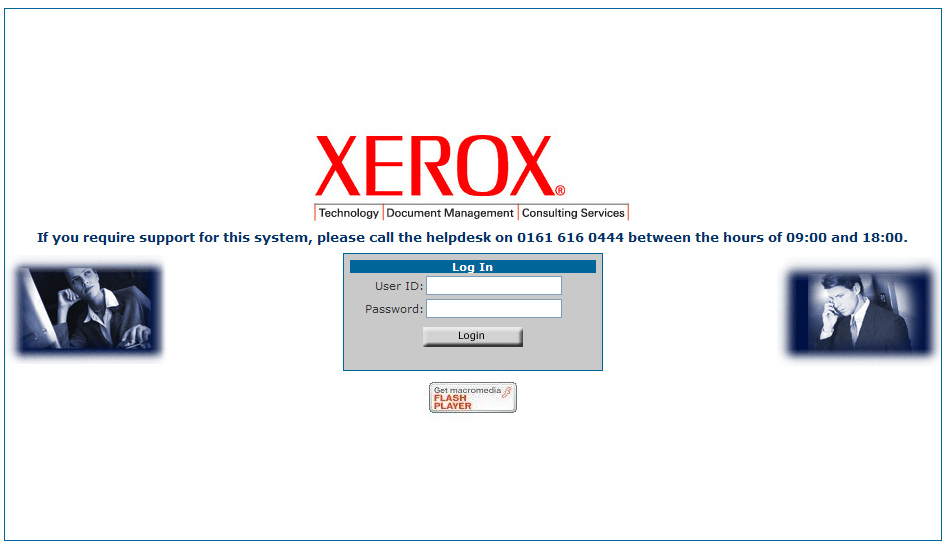 XEROX®
Technology Document Management Consulting Services
If you require support for this system, please call the helpdesk on 0161 616 0444 between the hours of 09:00 and 18:00.
Log In
User ID:
Password:
Login
Get macromedia
FLASH
PLAYER